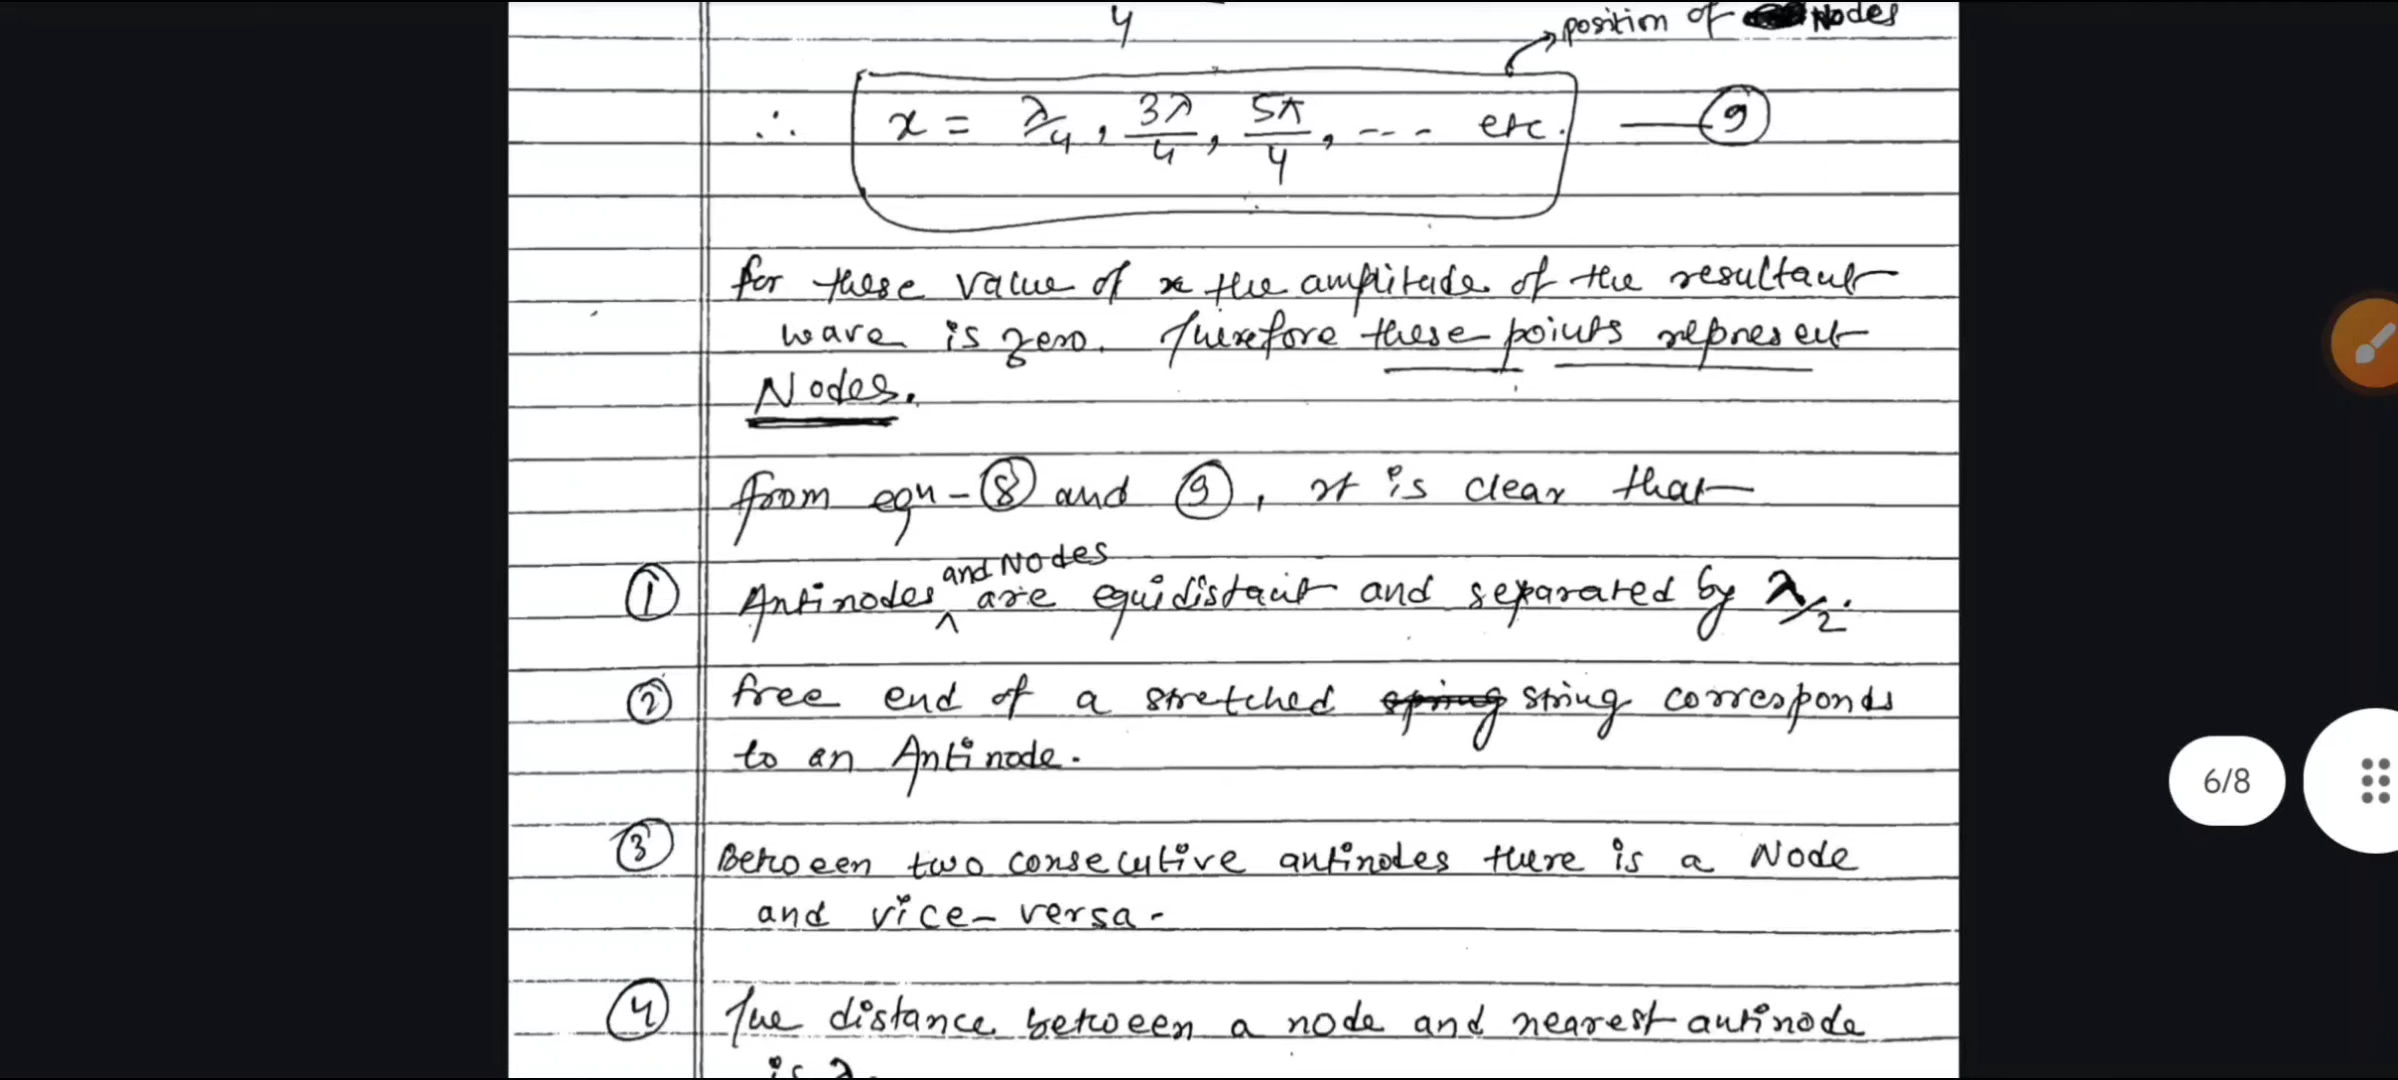 4
position of Nodes
∴ x = λ/4, 3λ/4, 5λ/4, --- etc. —— 9
for these value of x the amplitude of the resultant
wave is zero. Therefore these points represent
Nodes.
from eqn - 8 and 9, it is clear that
and Nodes
1 Antinodes ^ are equidistant and separated by λ/2.
2 free end of a stretched string corresponds
to an Antinode.
3 Between two consecutive antinodes there is a Node
and vice-versa.
4 The distance between a node and nearest antinode
is λ
6/8